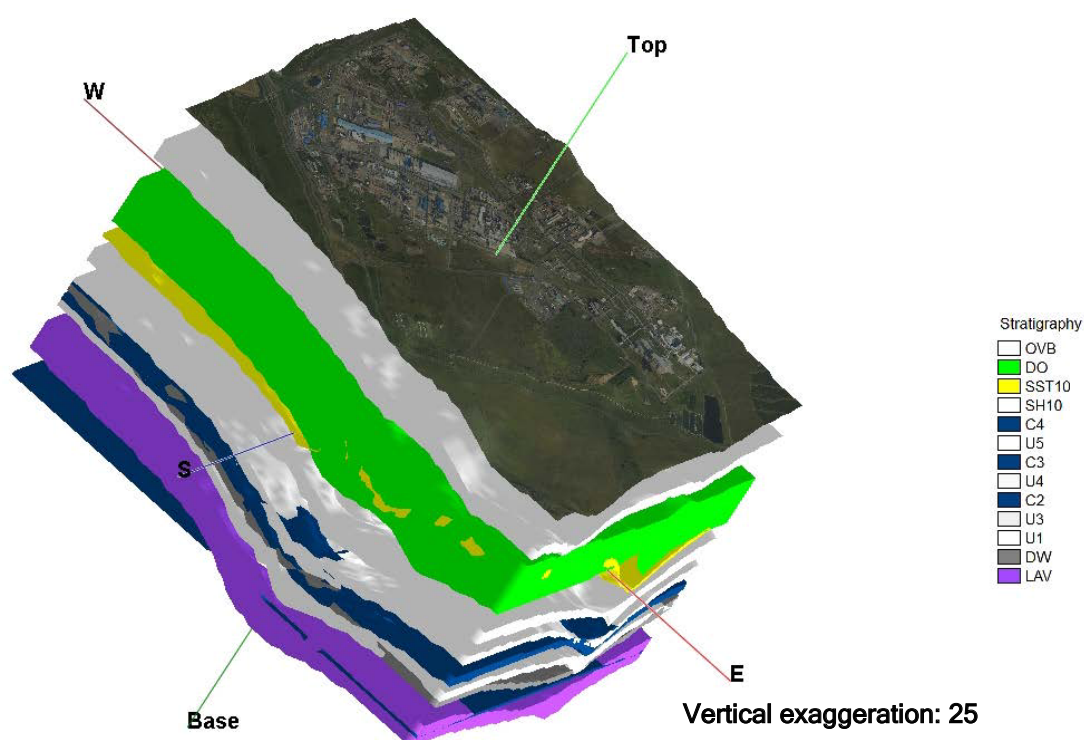 Top
W
Stratigraphy
OVB
DO
SST10
SH10
C4
U5
C3
U4
C2
U3
U1
DW
LAV
S
E
Base
Vertical exaggeration: 25